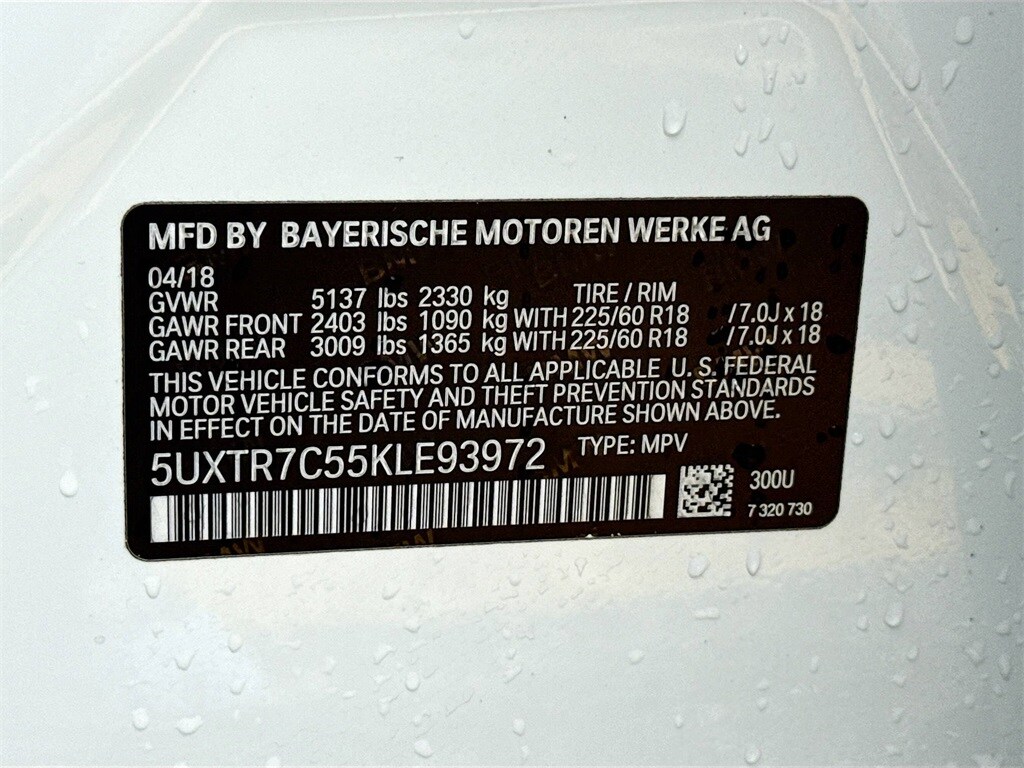 MFD BY BAYERISCHE MOTOREN WERKE AG
04/18
GVWR 5137 lbs 2330 kg TIRE / RIM
GAWR FRONT 2403 lbs 1090 kg WITH 225/60 R18 /7.0J x 18
GAWR REAR 3009 lbs 1365 kg WITH 225/60 R18 /7.0J x 18
THIS VEHICLE CONFORMS TO ALL APPLICABLE U. S. FEDERAL
MOTOR VEHICLE SAFETY AND THEFT PREVENTION STANDARDS
IN EFFECT ON THE DATE OF MANUFACTURE SHOWN ABOVE.
5UXTR7C55KLE93972 TYPE: MPV
300U
7 320 730